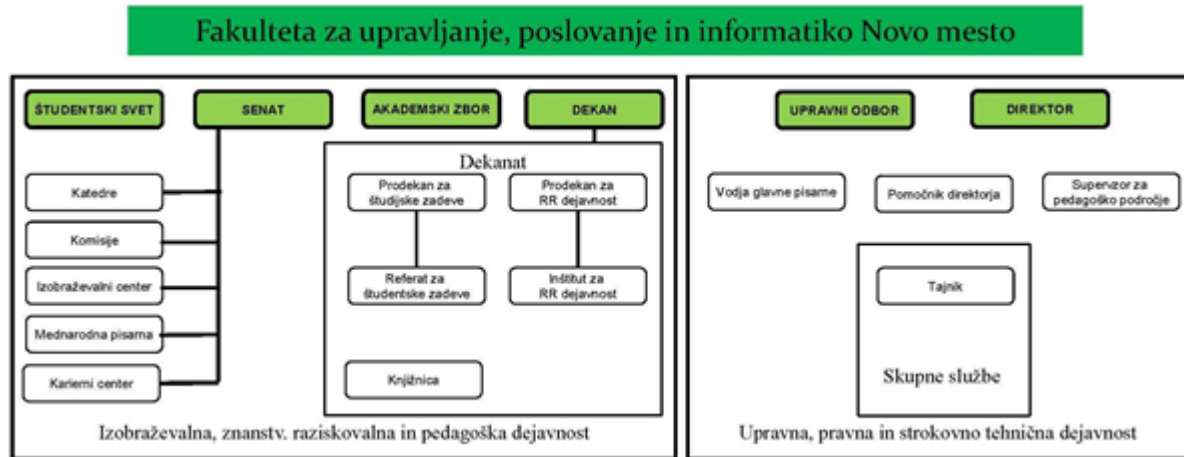 Fakulteta za upravljanje, poslovanje in informatiko Novo mesto
ŠTUDENTSKI SVET
SENAT
AKADEMSKI ZBOR
DEKAN
Katedre
Komisije
Izobraževalni center
Mednarodna pisarna
Karierni center
Dekanat
Prodekan za
študijske zadeve
Prodekan za
RR dejavnost
Referat za
študentske zadeve
Inštitut za
RR dejavnost
Knjižnica
Izobraževalna, znanstv. raziskovalna in pedagoška dejavnost
UPRAVNI ODBOR
DIREKTOR
Vodja glavne pisarne
Pomočnik direktorja
Supervizor za
pedagoško področje
Tajnik
Skupne službe
Upravna, pravna in strokovno tehnična dejavnost